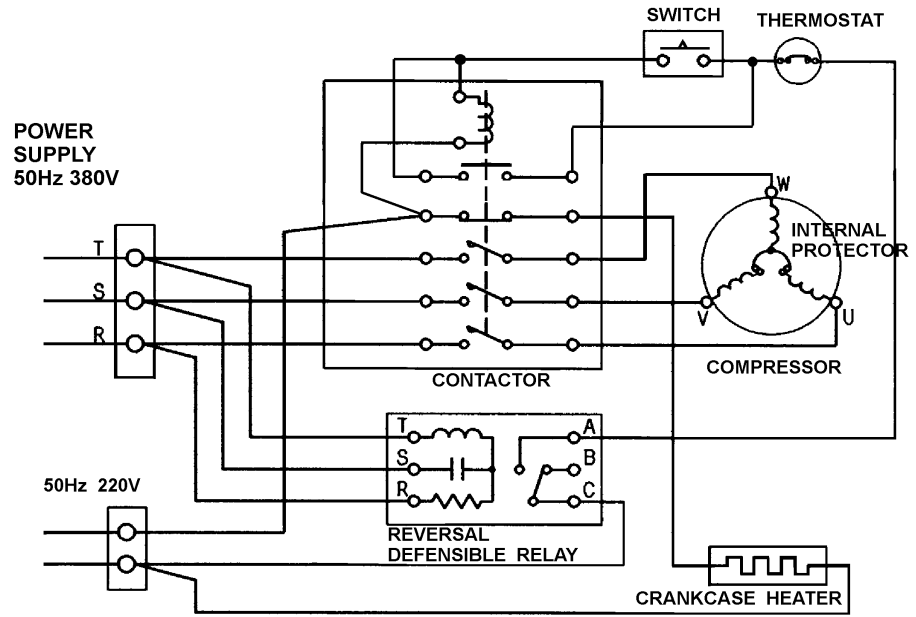 SWITCH
THERMOSTAT
POWER
SUPPLY
50Hz 380V
W
INTERNAL
PROTECTOR
T
S
R
V
U
COMPRESSOR
CONTACTOR
T
A
S
B
R
C
50Hz 220V
REVERSAL
DEFENSIBLE RELAY
CRANKCASE HEATER